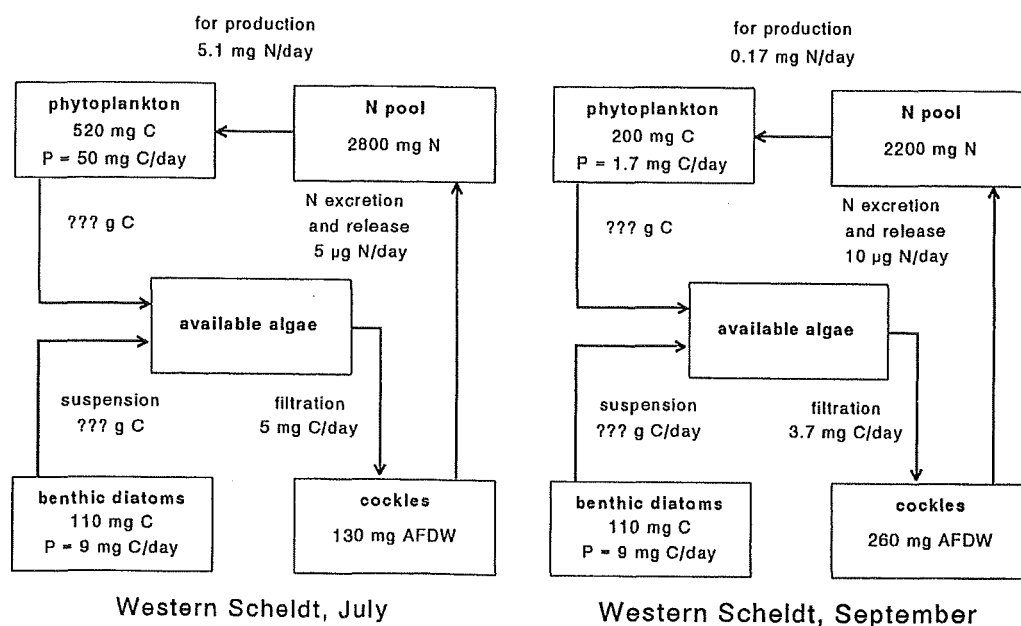 for production
5.1 mg N/day
phytoplankton
520 mg C
P = 50 mg C/day
N pool
2800 mg N
??? g C
N excretion
and release
5 µg N/day
available algae
suspension
??? g C
filtration
5 mg C/day
benthic diatoms
110 mg C
P = 9 mg C/day
cockles
130 mg AFDW
Western Scheldt, July
for production
0.17 mg N/day
phytoplankton
200 mg C
P = 1.7 mg C/day
N pool
2200 mg N
??? g C
N excretion
and release
10 µg N/day
available algae
suspension
??? g C/day
filtration
3.7 mg C/day
benthic diatoms
110 mg C
P = 9 mg C/day
cockles
260 mg AFDW
Western Scheldt, September